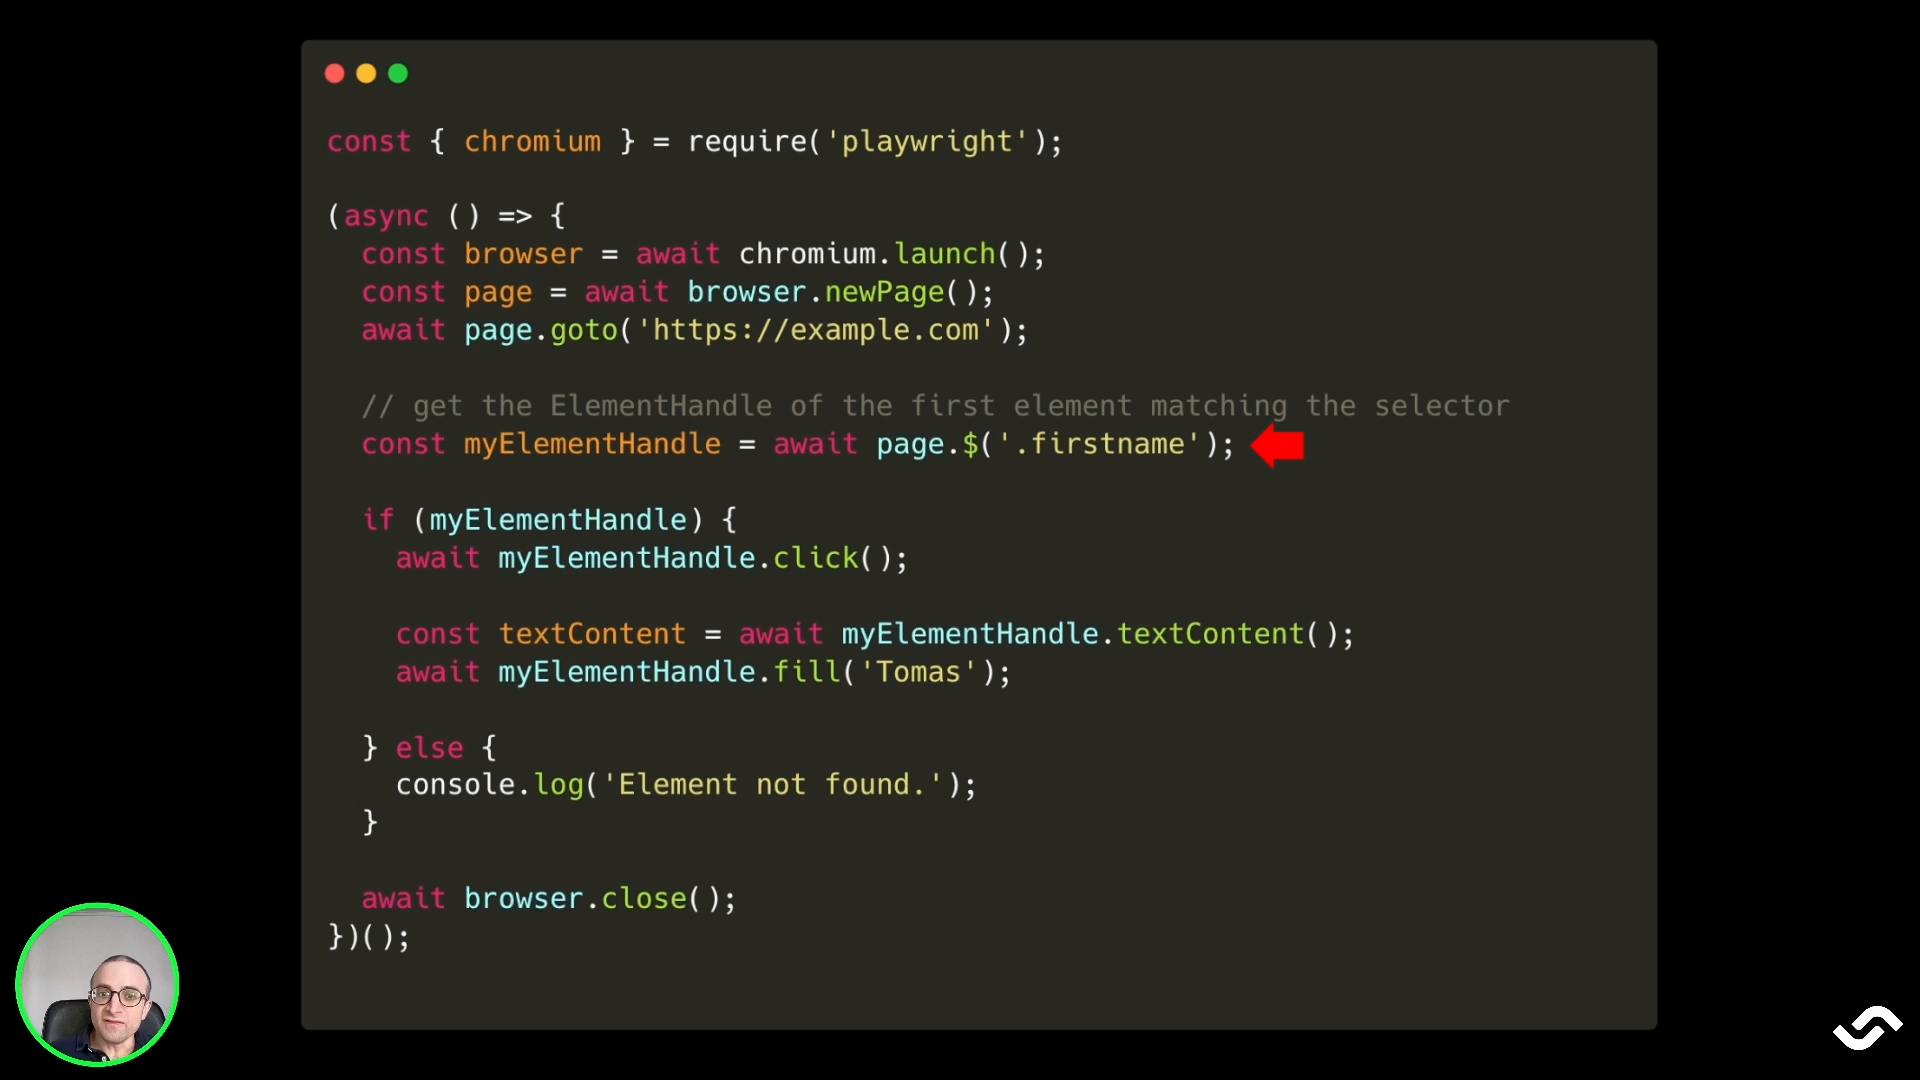 const { chromium } = require('playwright');
(async () => {
const browser = await chromium.launch();
const page = await browser.newPage();
await page.goto('https://example.com');
// get the ElementHandle of the first element matching the selector
const myElementHandle = await page.$('.firstname');
if (myElementHandle) {
await myElementHandle.click();
const textContent = await myElementHandle.textContent();
await myElementHandle.fill('Tomas');
} else {
console.log('Element not found.');
}
await browser.close();
})();